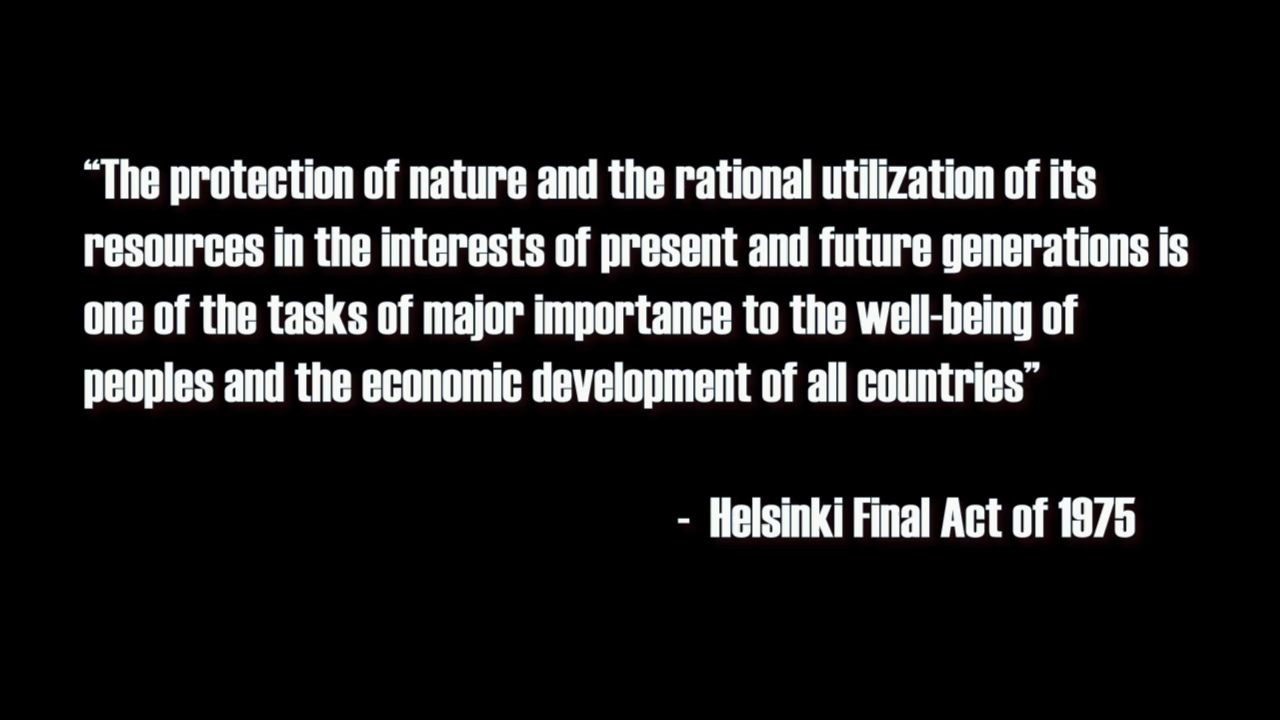 “The protection of nature and the rational utilization of its
resources in the interests of present and future generations is
one of the tasks of major importance to the well-being of
peoples and the economic development of all countries”
- Helsinki Final Act of 1975